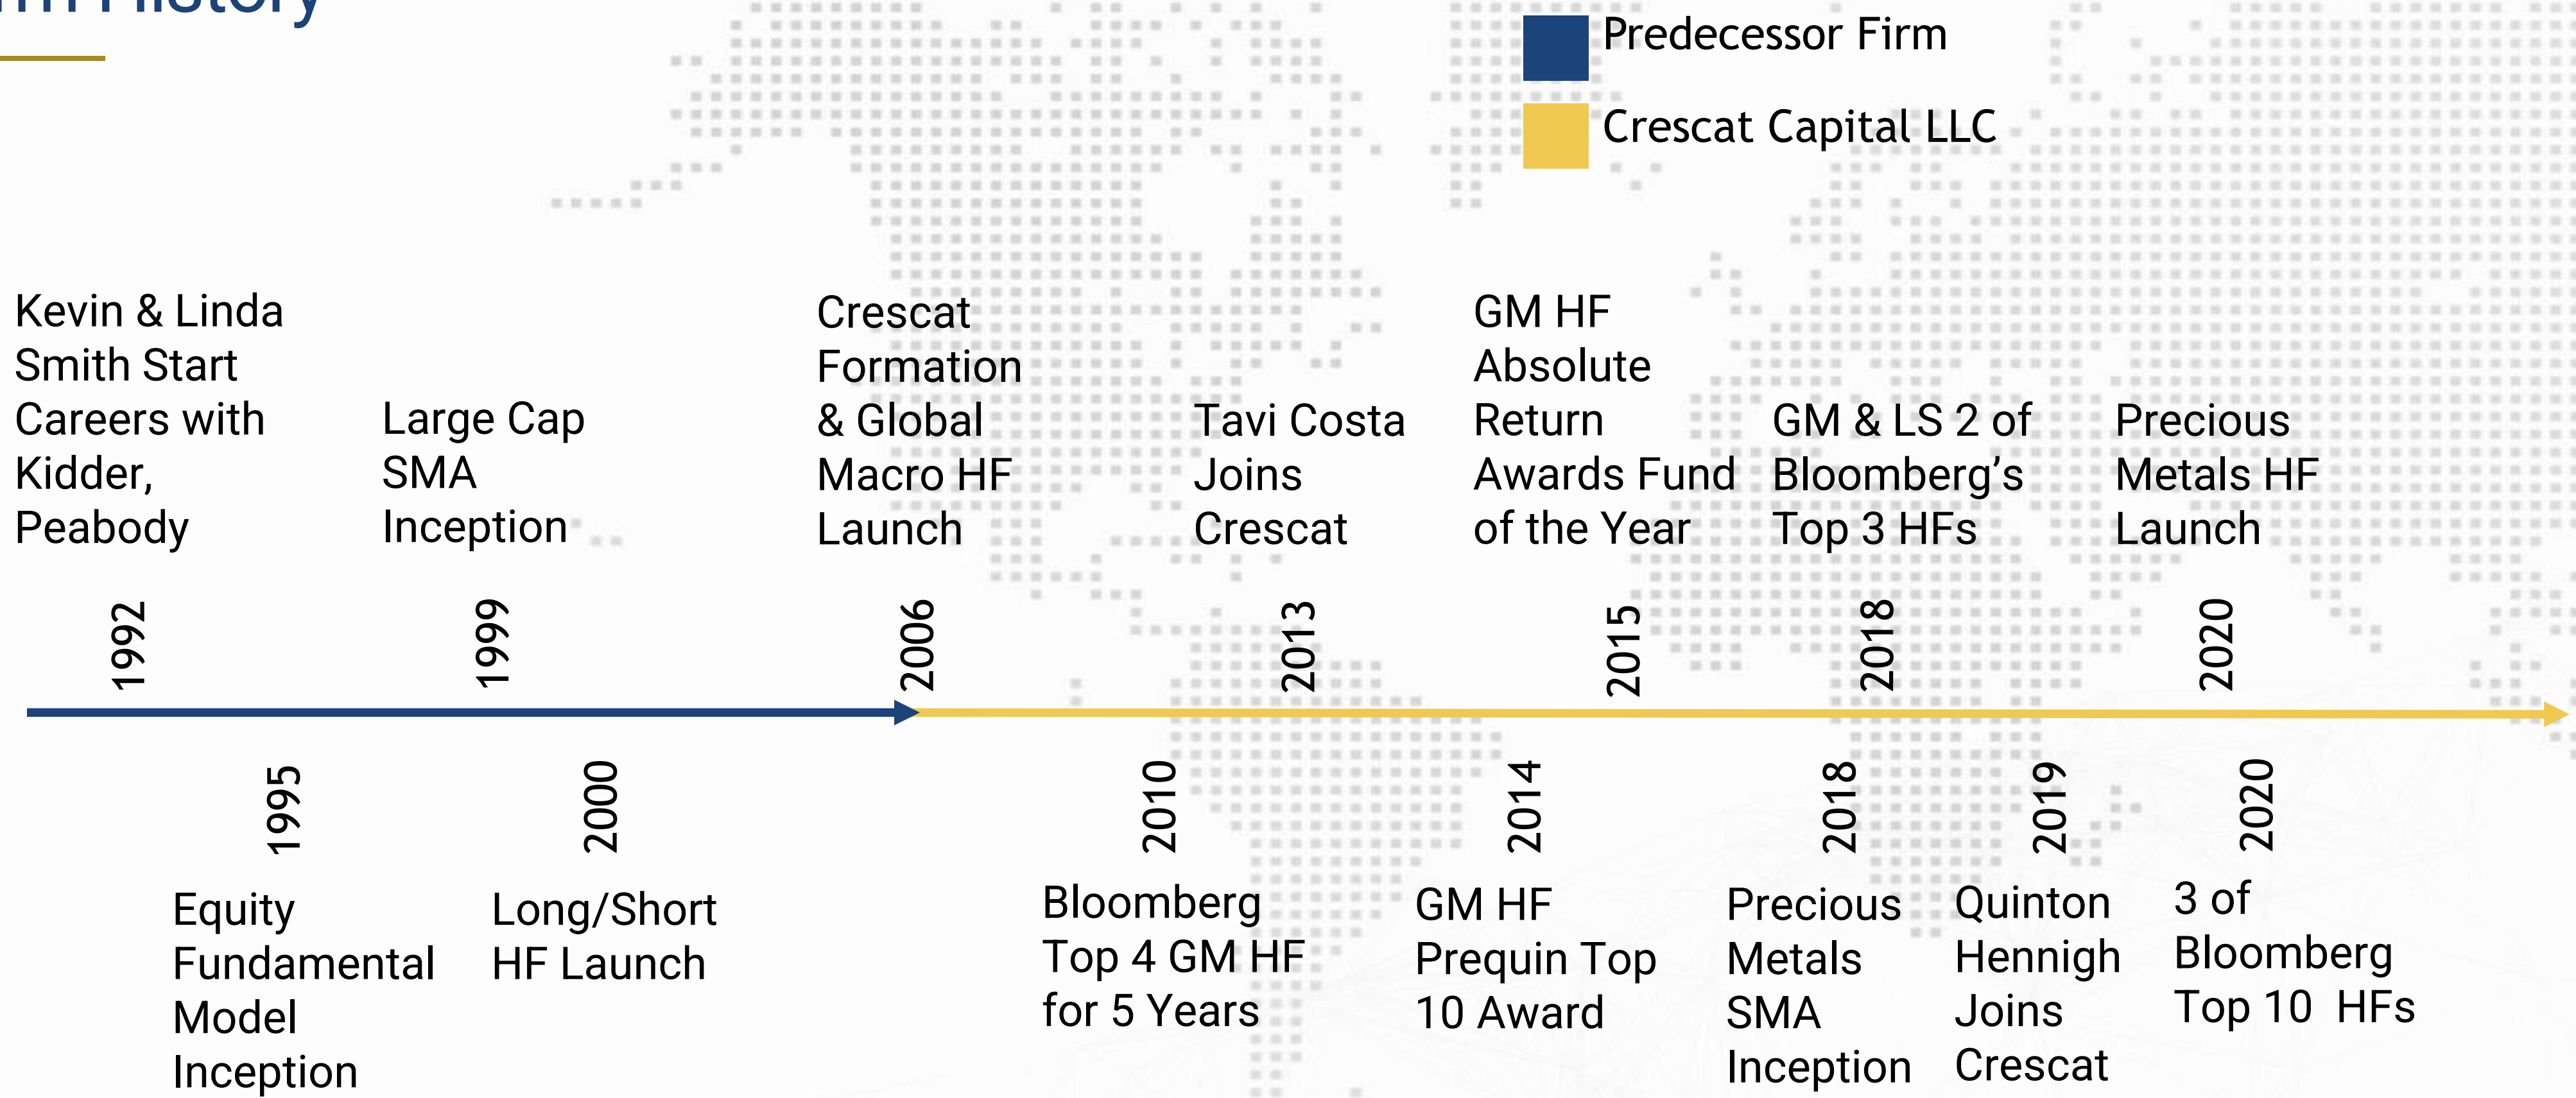 History
Predecessor Firm
Crescat Capital LLC
Kevin & Linda
Smith Start
Careers with
Kidder,
Peabody
Large Cap
SMA
Inception
Crescat
Formation
& Global
Macro HF
Launch
Tavi Costa
Joins
Crescat
GM HF
Absolute
Return
Awards Fund
of the Year
GM & LS 2 of
Bloomberg’s
Top 3 HFs
Precious
Metals HF
Launch
1992
1999
2006
2013
2015
2018
2020
1995
2000
2010
2014
2018
2019
2020
Equity
Fundamental
Model
Inception
Long/Short
HF Launch
Bloomberg
Top 4 GM HF
for 5 Years
GM HF
Prequin Top
10 Award
Precious
Metals
SMA
Inception
Quinton
Hennigh
Joins
Crescat
3 of
Bloomberg
Top 10  HFs